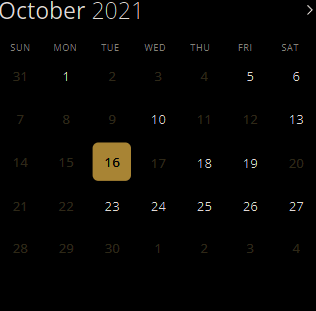 October 2021
SUN MON TUE WED THU FRI SAT
31 1 2 3 4 5 6
7 8 9 10 11 12 13
14 15 16 17 18 19 20
21 22 23 24 25 26 27
28 29 30 1 2 3 4